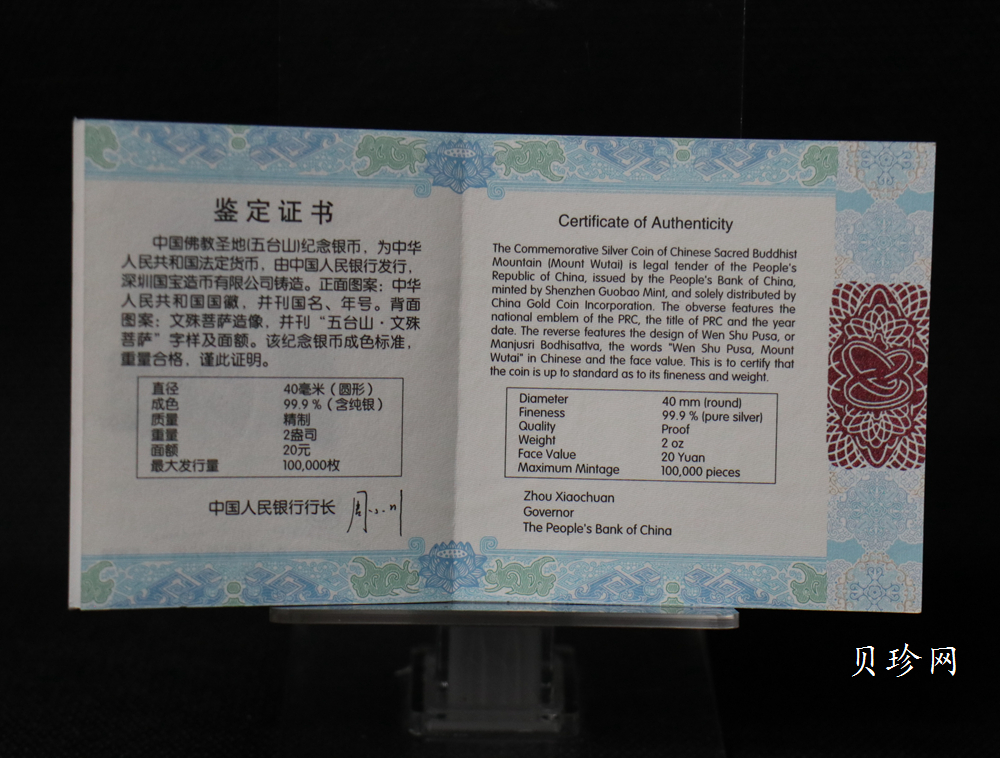 鉴定证书
中国佛教圣地(五台山)纪念银币，为中华
人民共和国法定货币，由中国人民银行发行，
深圳国宝造币有限公司铸造。正面图案：中华
人民共和国国徽，并刊国名、年号。背面
图案：文殊菩萨造像，并刊“五台山·文殊
菩萨”字样及面额。该纪念银币成色标准，
重量合格，谨此证明。
直径 40毫米（圆形）
成色 99.9%（含纯银）
质量 精制
重量 2盎司
面额 20元
最大发行量 100,000枚
中国人民银行行长 周小川
Certificate of Authenticity
The Commemorative Silver Coin of Chinese Sacred Buddhist
Mountain (Mount Wutai) is legal tender of the People's
Republic of China, issued by the People's Bank of China,
minted by Shenzhen Guobao Mint, and solely distributed by
China Gold Coin Incorporation. The obverse features the
national emblem of the PRC, the title of PRC and the year
date. The reverse features the design of Wen Shu Pusa, or
Manjusri Bodhisattva, the words "Wen Shu Pusa, Mount
Wutai" in Chinese and the face value. This is to certify that
the coin is up to standard as to its fineness and weight.
Diameter 40 mm (round)
Fineness 99.9 % (pure silver)
Quality Proof
Weight 2 oz
Face Value 20 Yuan
Maximum Mintage 100,000 pieces
Zhou Xiaochuan
Governor
The People's Bank of China
贝珍网